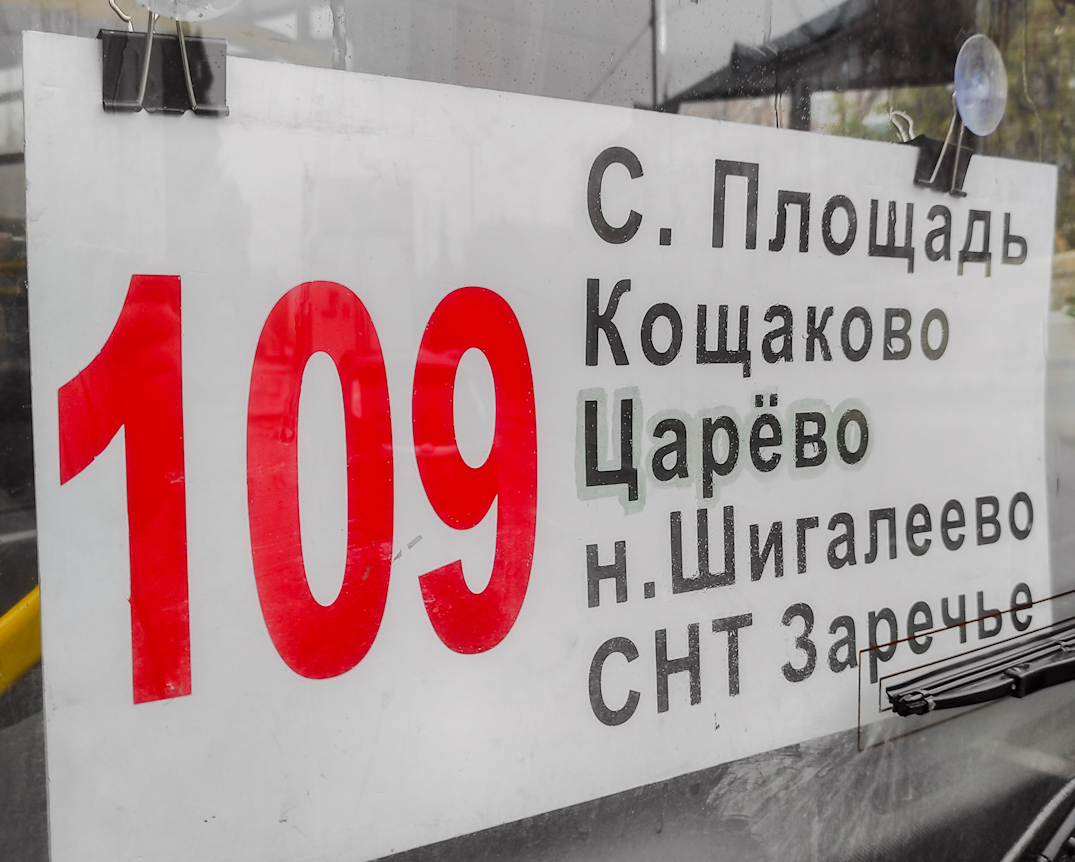 109
С. Площадь
Кощаково
Царёво
н.Шигалеево
СНТ Заречье